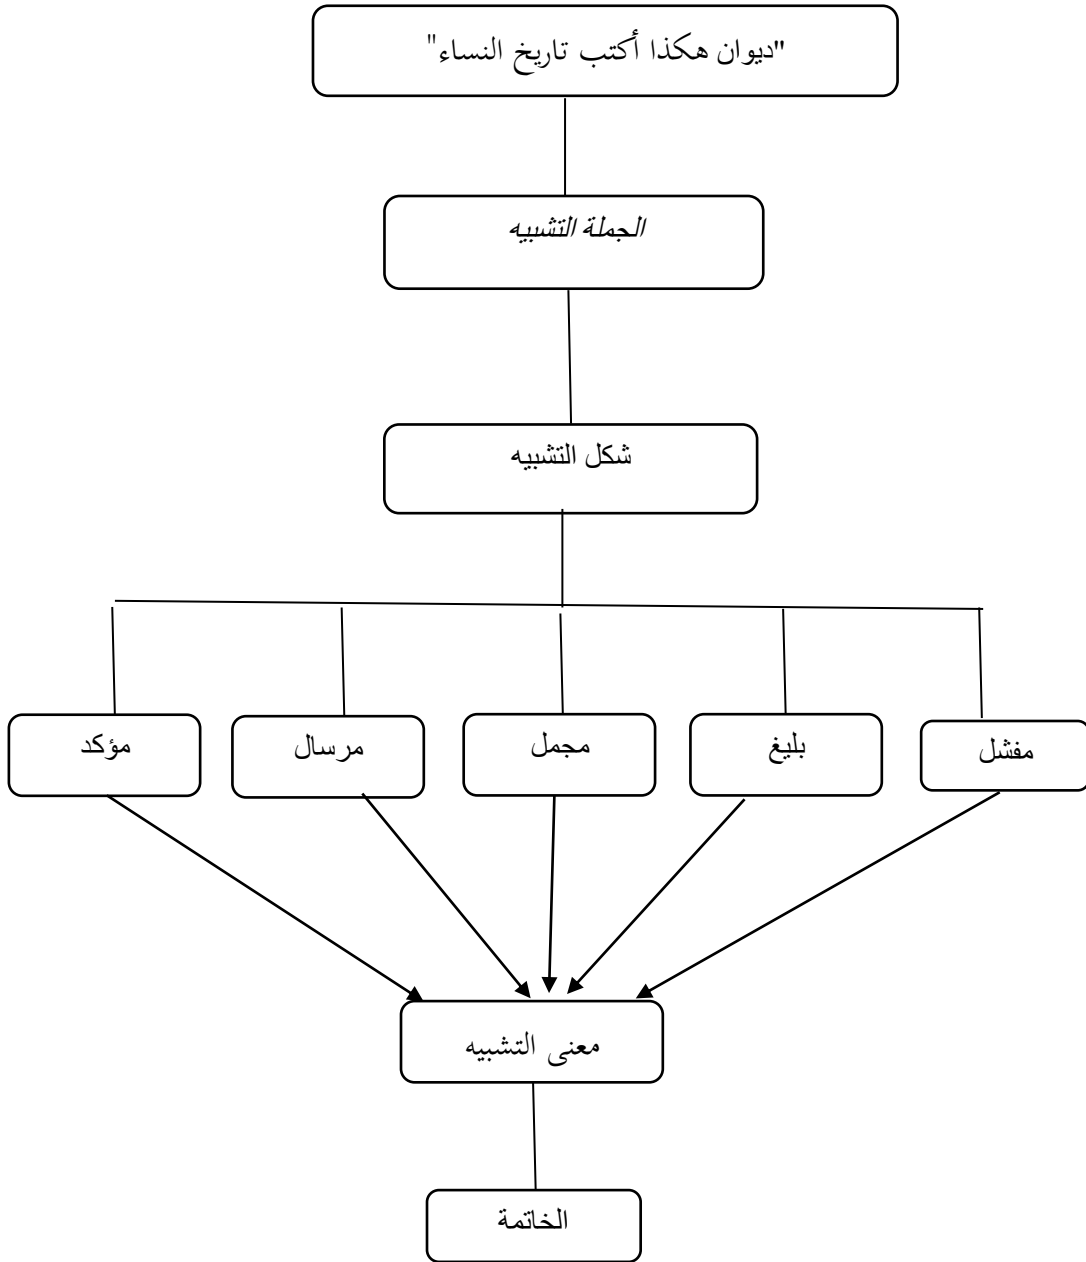 "ديوان هكذا أكتب تاريخ النساء"
الجملة التشبيه
شكل التشبيه
مفشل
بليغ
مجمل
مرسال
مؤكد
معنى التشبيه
الخاتمة